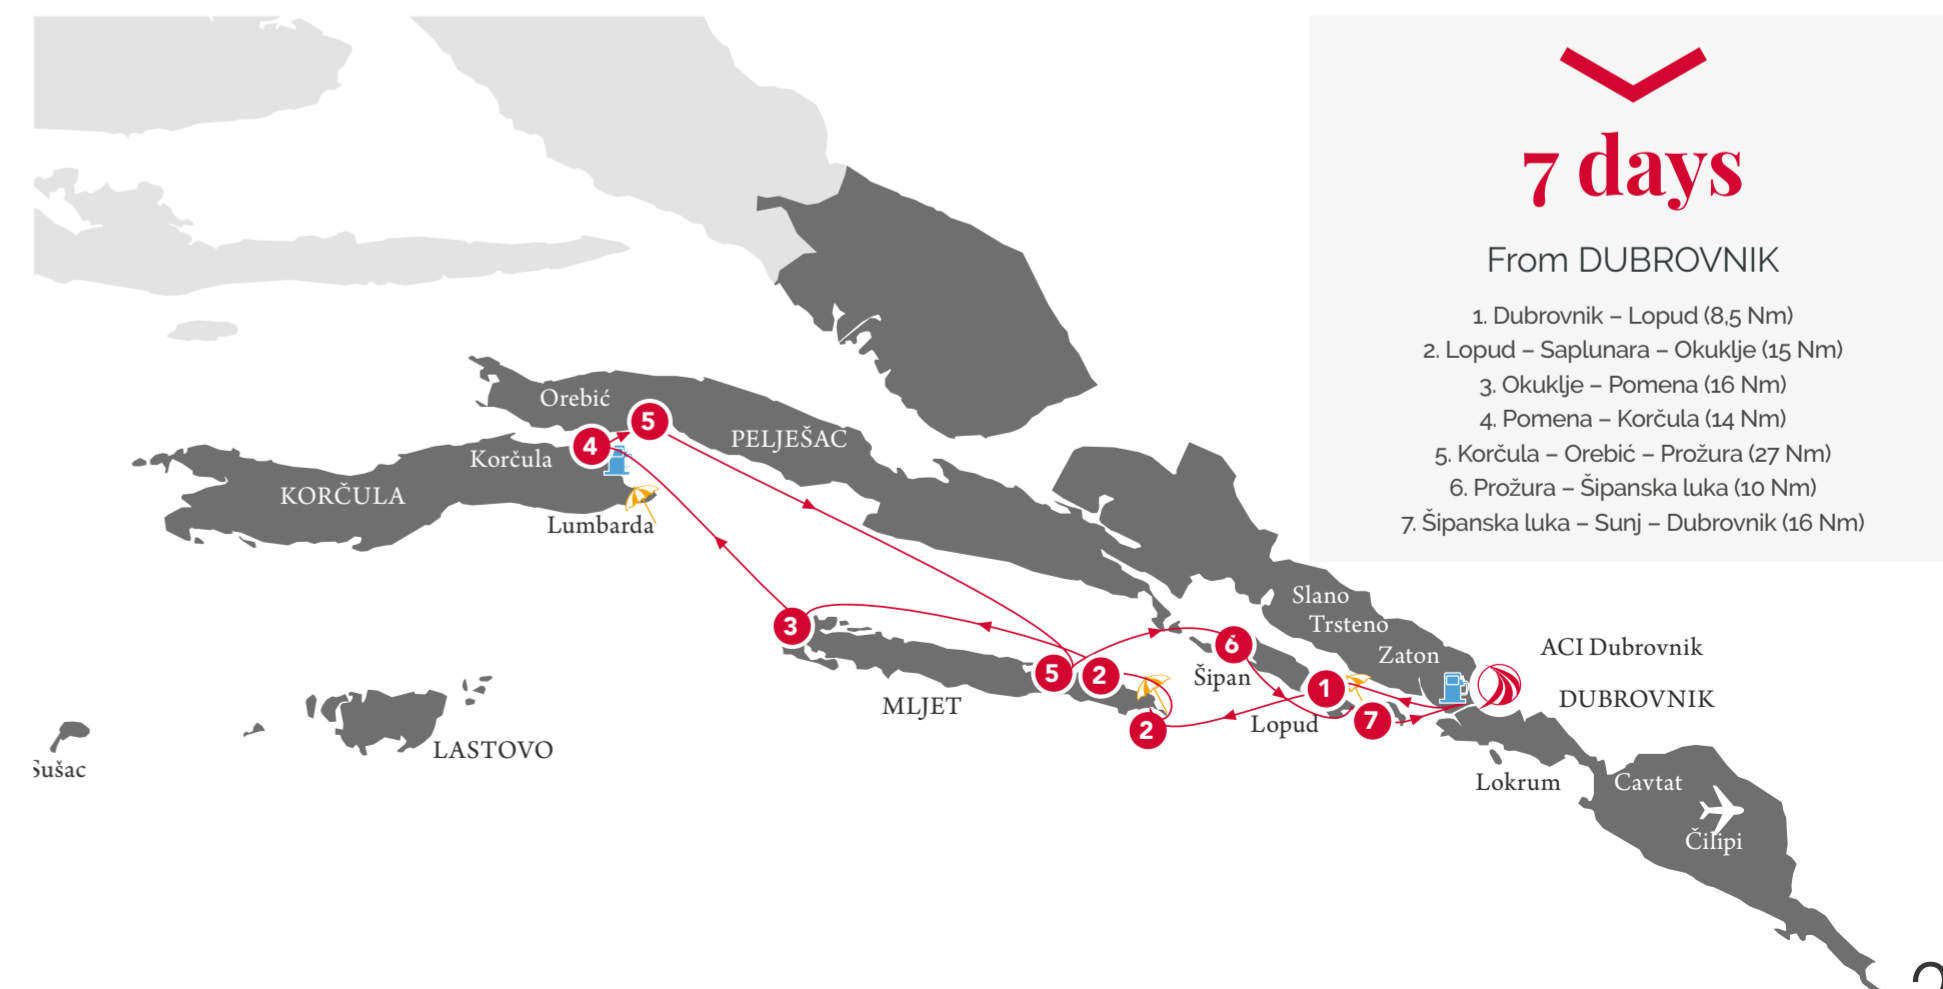 7 days
From DUBROVNIK
1. Dubrovnik – Lopud (8,5 Nm)
2. Lopud – Saplunara – Okuklje (15 Nm)
3. Okuklje – Pomena (16 Nm)
4. Pomena – Korčula (14 Nm)
5. Korčula – Orebić – Prožura (27 Nm)
6. Prožura – Šipanska luka (10 Nm)
7. Šipanska luka – Sunj – Dubrovnik (16 Nm)
Orebić
5
4
PELJEŠAC
Korčula
KORČULA
Lumbarda
Slano
Trsteno
3
Zaton
ACI Dubrovnik
6
Šipan
5
2
1
DUBROVNIK
MLJET
7
Lopud
2
LASTOVO
Sušac
Lokrum
Cavtat
Čilipi